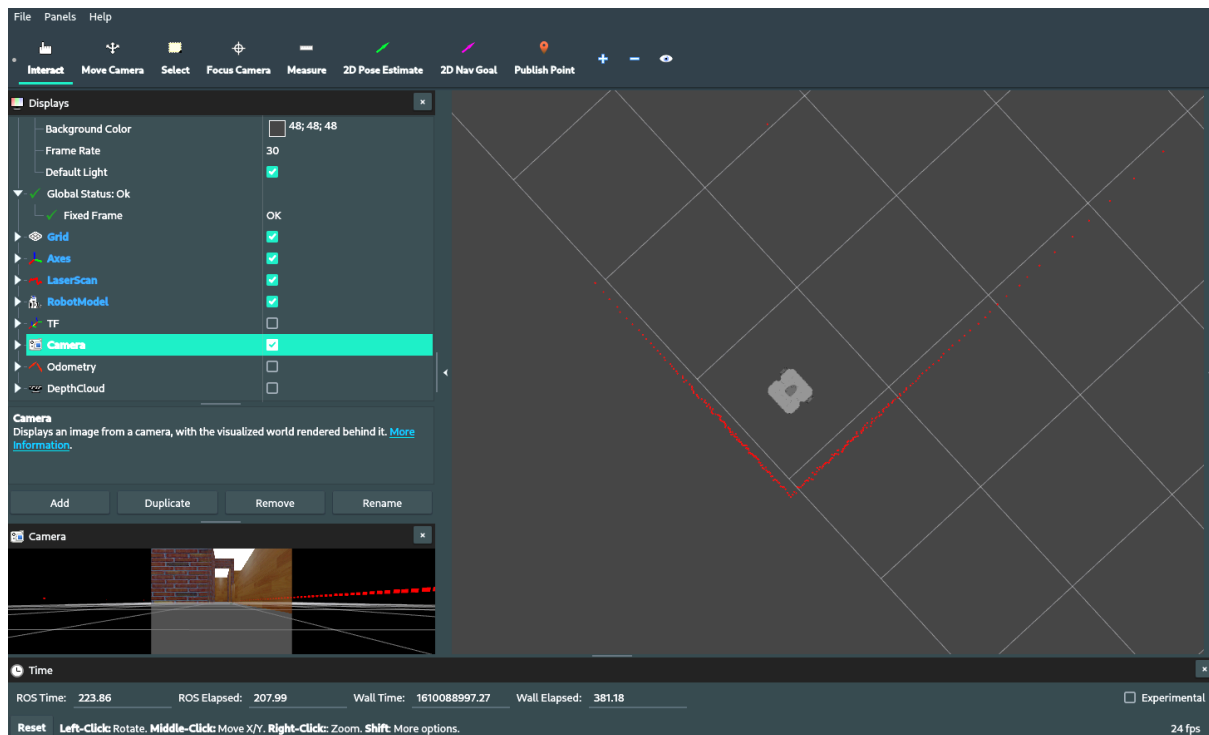 File Panels Help
Interact Move Camera Select Focus Camera Measure 2D Pose Estimate 2D Nav Goal Publish Point
Displays
Background Color 48; 48; 48
Frame Rate 30
Default Light
Global Status: Ok
Fixed Frame OK
Grid
Axes
LaserScan
RobotModel
TF
Camera
Odometry
DepthCloud
Camera
Displays an image from a camera, with the visualized world rendered behind it. More
Information.
Add Duplicate Remove Rename
Camera
Time
ROS Time: 223.86 ROS Elapsed: 207.99 Wall Time: 1610088997.27 Wall Elapsed: 381.18 Experimental
Reset Left-Click: Rotate. Middle-Click: Move X/Y. Right-Click:: Zoom. Shift: More options. 24 fps